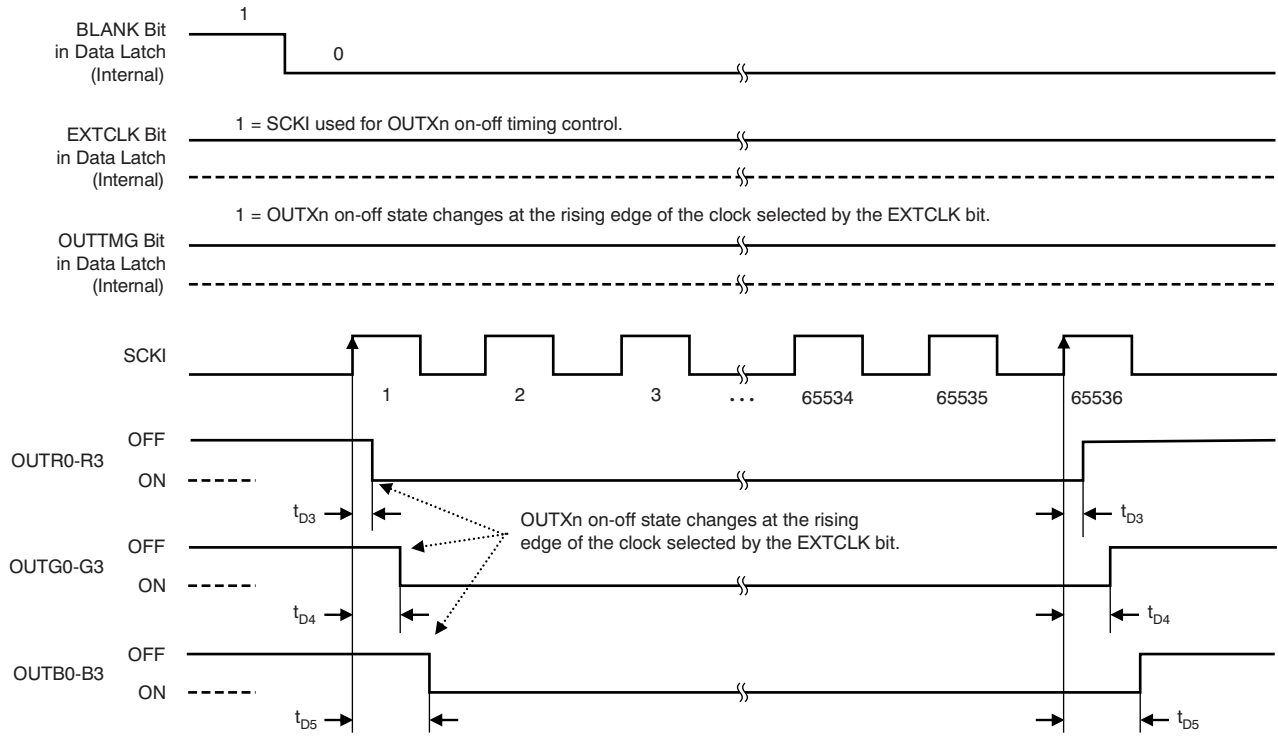 1
BLANK Bit
in Data Latch
(Internal)
0
1 = SCKI used for OUTXn on-off timing control.
EXTCLK Bit
in Data Latch
(Internal)
1 = OUTXn on-off state changes at the rising edge of the clock selected by the EXTCLK bit.
OUTTMG Bit
in Data Latch
(Internal)
SCKI
1 2 3 ... 65534 65535 65536
OFF
OUTR0-R3
ON
tD3 tD3
OUTXn on-off state changes at the rising
edge of the clock selected by the EXTCLK bit.
OFF
OUTG0-G3
ON
tD4 tD4
OFF
OUTB0-B3
ON
tD5 tD5